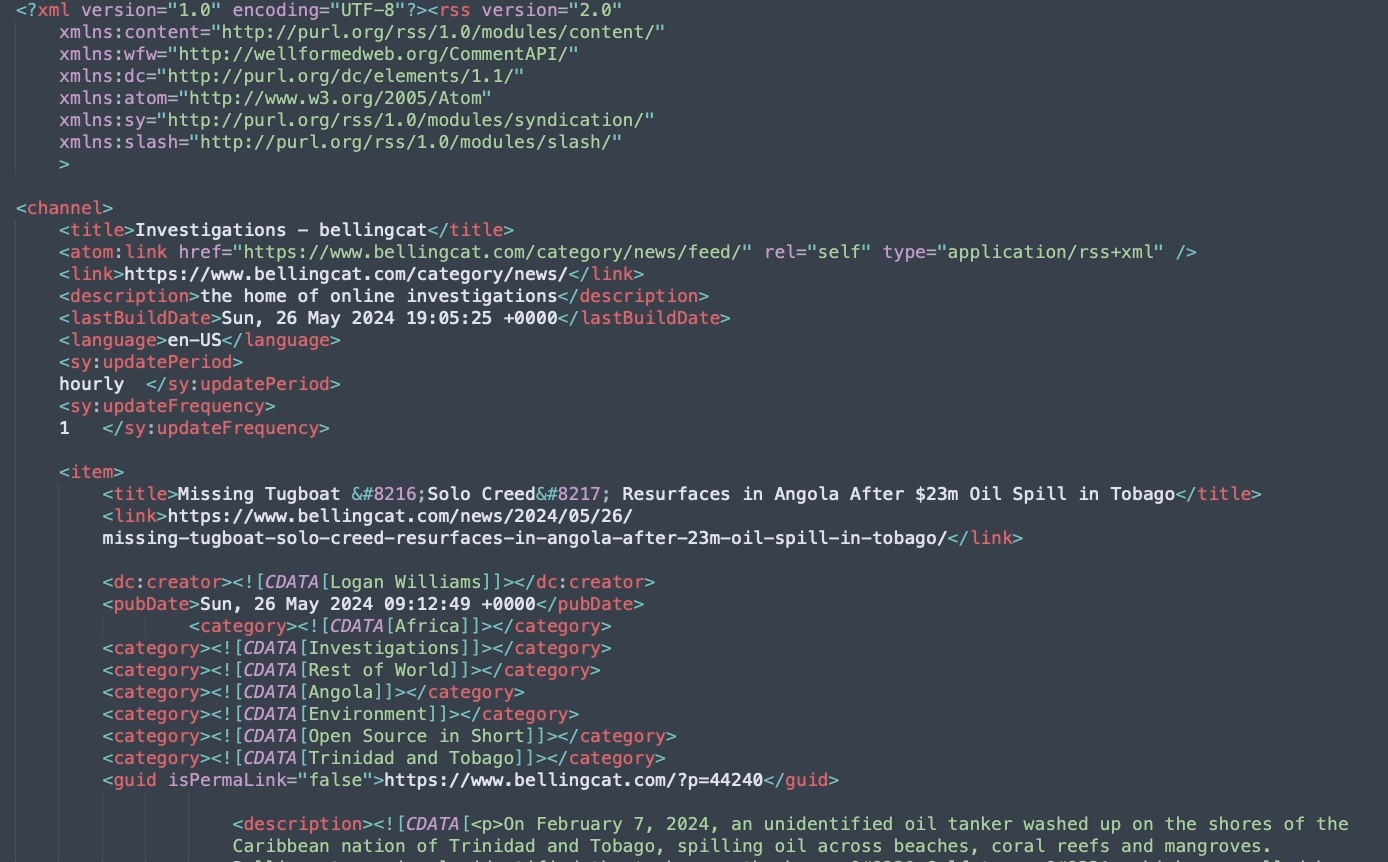 <?xml version="1.0" encoding="UTF-8"?><rss version="2.0"
xmlns:content="http://purl.org/rss/1.0/modules/content/"
xmlns:wfw="http://wellformedweb.org/CommentAPI/"
xmlns:dc="http://purl.org/dc/elements/1.1/"
xmlns:atom="http://www.w3.org/2005/Atom"
xmlns:sy="http://purl.org/rss/1.0/modules/syndication/"
xmlns:slash="http://purl.org/rss/1.0/modules/slash/"
>
<channel>
<title>Investigations – bellingcat</title>
<atom:link href="https://www.bellingcat.com/category/news/feed/" rel="self" type="application/rss+xml" />
<link>https://www.bellingcat.com/category/news/</link>
<description>the home of online investigations</description>
<lastBuildDate>Sun, 26 May 2024 19:05:25 +0000</lastBuildDate>
<language>en-US</language>
<sy:updatePeriod>
hourly  </sy:updatePeriod>
<sy:updateFrequency>
1   </sy:updateFrequency>
<item>
<title>Missing Tugboat &#8216;Solo Creed&#8217; Resurfaces in Angola After $23m Oil Spill in Tobago</title>
<link>https://www.bellingcat.com/news/2024/05/26/
missing-tugboat-solo-creed-resurfaces-in-angola-after-23m-oil-spill-in-tobago/</link>
<dc:creator><![CDATA[Logan Williams]]></dc:creator>
<pubDate>Sun, 26 May 2024 09:12:49 +0000</pubDate>
<category><![CDATA[Africa]]></category>
<category><![CDATA[Investigations]]></category>
<category><![CDATA[Rest of World]]></category>
<category><![CDATA[Angola]]></category>
<category><![CDATA[Environment]]></category>
<category><![CDATA[Open Source in Short]]></category>
<category><![CDATA[Trinidad and Tobago]]></category>
<guid isPermaLink="false">https://www.bellingcat.com/?p=44240</guid>
<description><![CDATA[<p>On February 7, 2024, an unidentified oil tanker washed up on the shores of the
Caribbean nation of Trinidad and Tobago, spilling oil across beaches, coral reefs and mangroves.